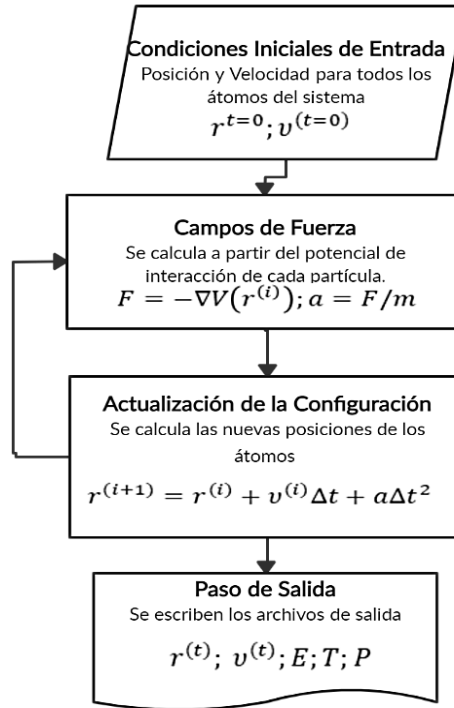 Condiciones Iniciales de Entrada
Posición y Velocidad para todos los
átomos del sistema
r^{t=0}; υ^{(t=0)}
Campos de Fuerza
Se calcula a partir del potencial de
interacción de cada partícula.
F = −∇V(r^{(i)}); a = F/m
Actualización de la Configuración
Se calcula las nuevas posiciones de los
átomos
r^{(i+1)} = r^{(i)} + υ^{(i)}Δt + aΔt^2
Paso de Salida
Se escriben los archivos de salida
r^{(t)}; υ^{(t)}; E; T; P